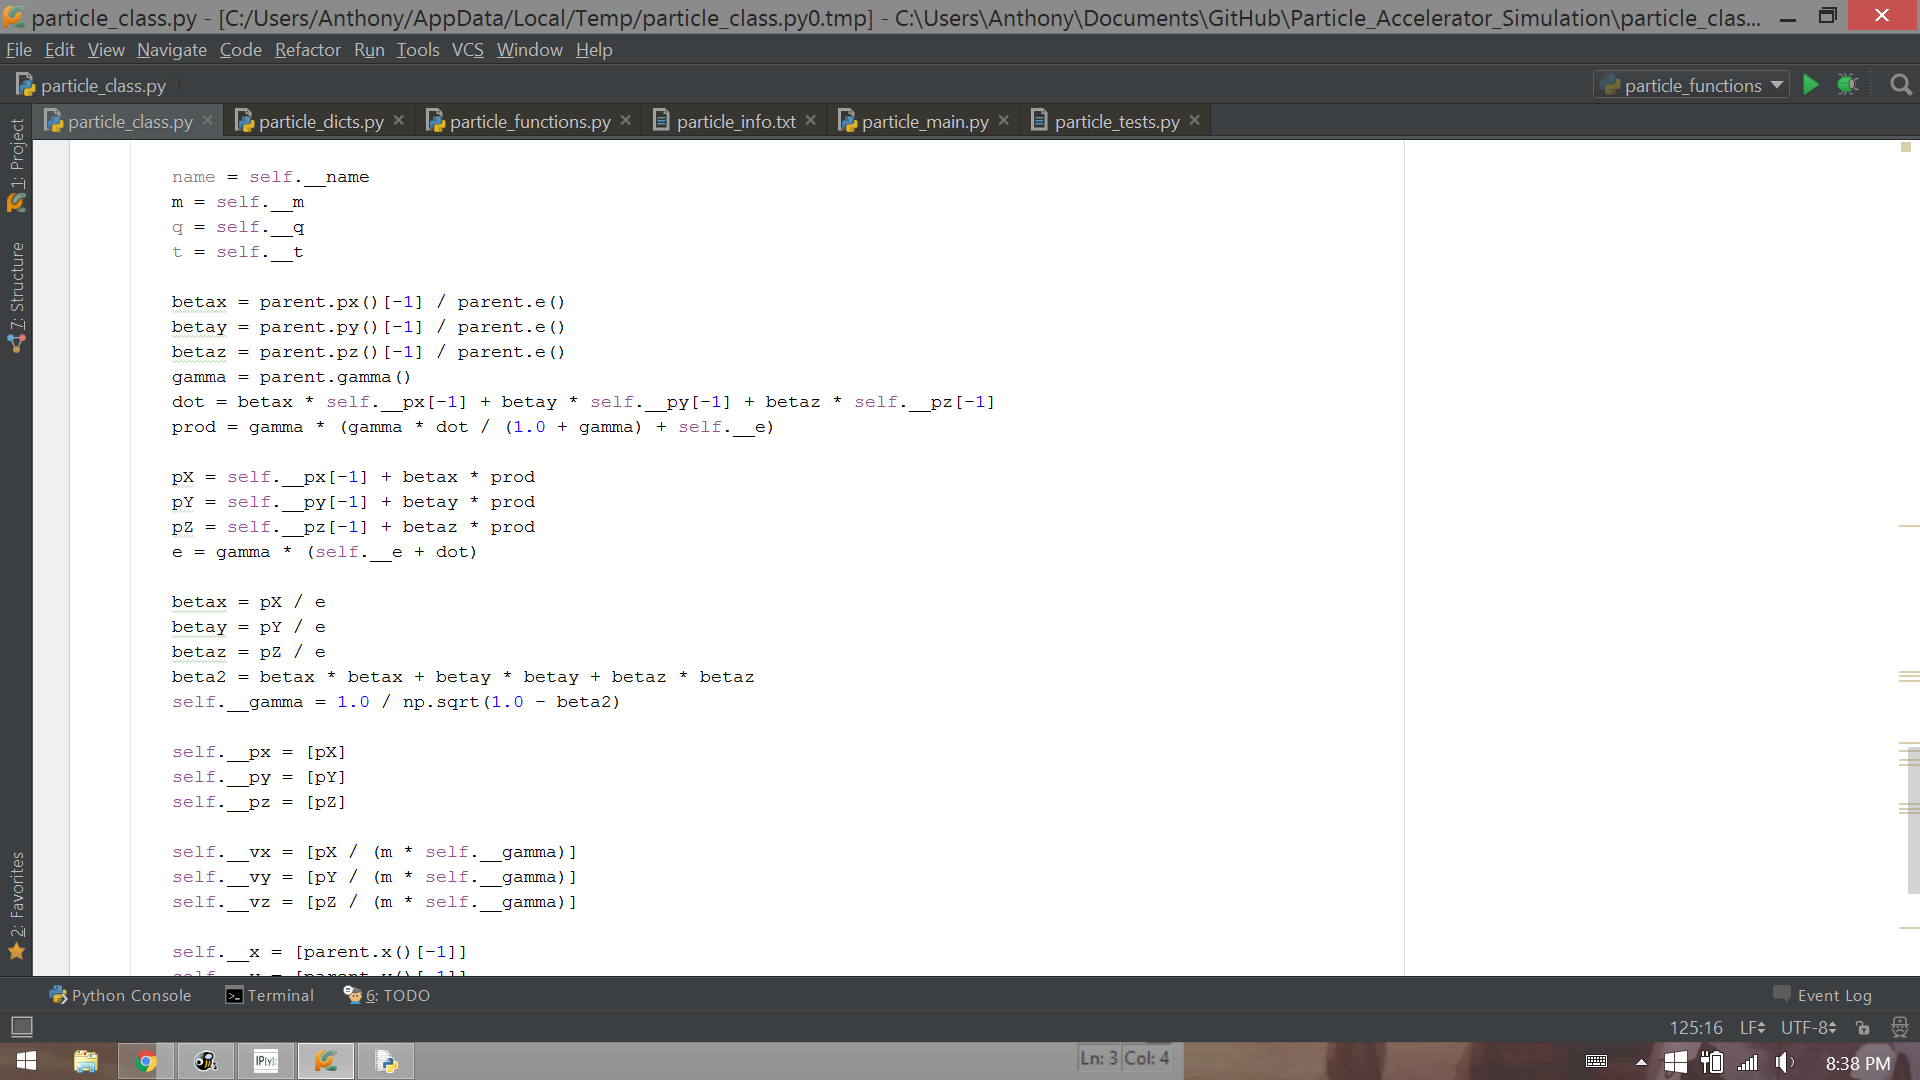 particle_class.py - [C:/Users/Anthony/AppData/Local/Temp/particle_class.py0.tmp] - C:\Users\Anthony\Documents\GitHub\Particle_Accelerator_Simulation\particle_clas...
File Edit View Navigate Code Refactor Run Tools VCS Window Help
particle_class.py
particle_functions
particle_class.py particle_dicts.py particle_functions.py particle_info.txt particle_main.py particle_tests.py
1: Project
7: Structure
2: Favorites
name = self.__name
m = self.__m
q = self.__q
t = self.__t
betax = parent.px()[-1] / parent.e()
betay = parent.py()[-1] / parent.e()
betaz = parent.pz()[-1] / parent.e()
gamma = parent.gamma()
dot = betax * self.__px[-1] + betay * self.__py[-1] + betaz * self.__pz[-1]
prod = gamma * (gamma * dot / (1.0 + gamma) + self.__e)
pX = self.__px[-1] + betax * prod
pY = self.__py[-1] + betay * prod
pZ = self.__pz[-1] + betaz * prod
e = gamma * (self.__e + dot)
betax = pX / e
betay = pY / e
betaz = pZ / e
beta2 = betax * betax + betay * betay + betaz * betaz
self.__gamma = 1.0 / np.sqrt(1.0 - beta2)
self.__px = [pX]
self.__py = [pY]
self.__pz = [pZ]
self.__vx = [pX / (m * self.__gamma)]
self.__vy = [pY / (m * self.__gamma)]
self.__vz = [pZ / (m * self.__gamma)]
self.__x = [parent.x()[-1]]
self.__y = [parent.y()[-1]]
Python Console Terminal 6: TODO Event Log
125:16 LF UTF-8
IP[y]: Ln: 3 Col: 4 8:38 PM